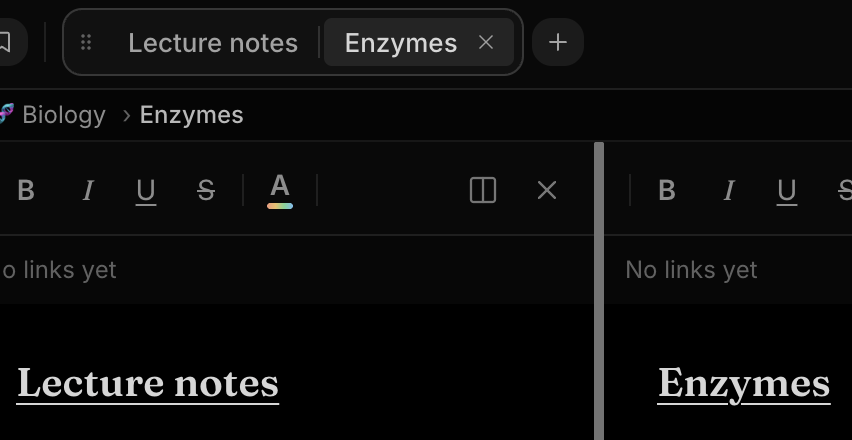 Lecture notes Enzymes
Biology › Enzymes
B I U S A B I U S
o links yet No links yet
Lecture notes Enzymes